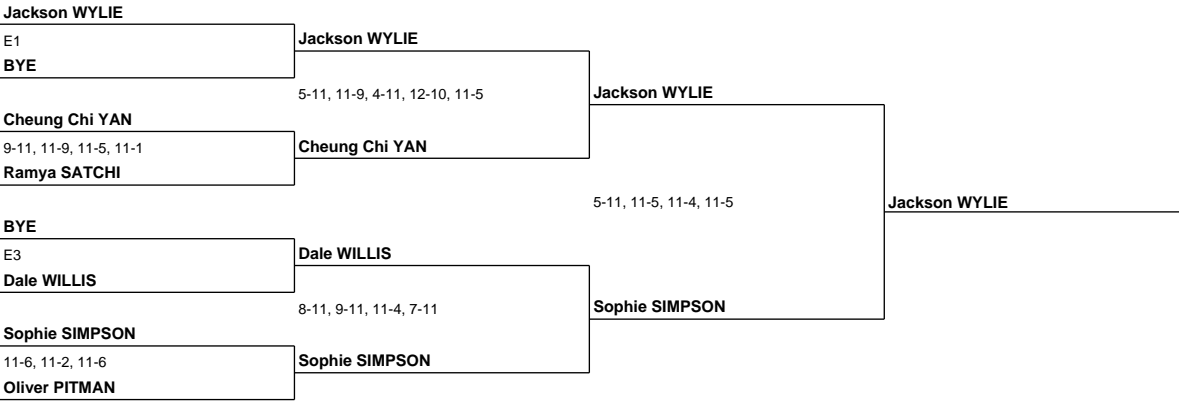 Jackson WYLIE
E1
BYE
Jackson WYLIE
5-11, 11-9, 4-11, 12-10, 11-5
Jackson WYLIE
Cheung Chi YAN
9-11, 11-9, 11-5, 11-1
Ramya SATCHI
Cheung Chi YAN
5-11, 11-5, 11-4, 11-5
Jackson WYLIE
BYE
E3
Dale WILLIS
Dale WILLIS
8-11, 9-11, 11-4, 7-11
Sophie SIMPSON
Sophie SIMPSON
11-6, 11-2, 11-6
Oliver PITMAN
Sophie SIMPSON